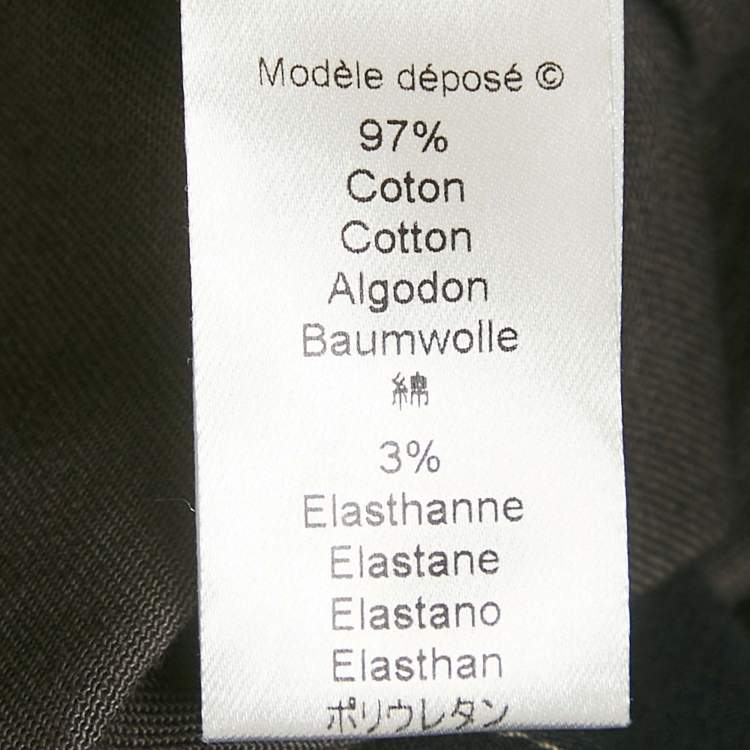 Modèle déposé ©
97%
Coton
Cotton
Algodon
Baumwolle
綿
3%
Elasthanne
Elastane
Elastano
Elasthan
ポリウレタン